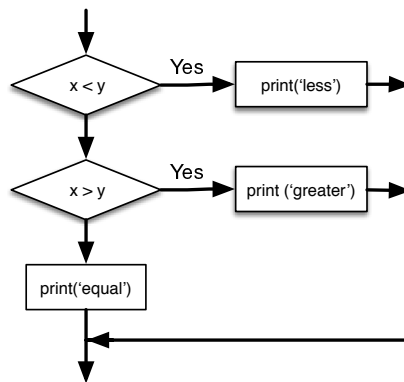 Yes
x < y
print(‘less’)
Yes
x > y
print (‘greater’)
print(‘equal’)